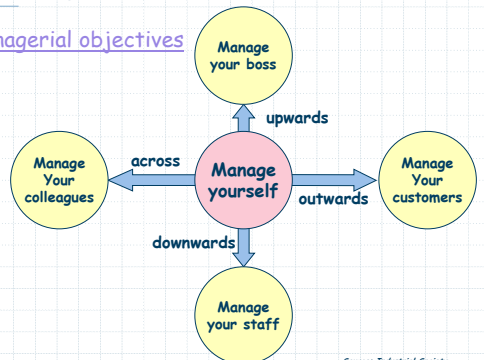 nagerial objectives
Manage
your boss
upwards
across
Manage
Your
colleagues
Manage
yourself
outwards
Manage
Your
customers
downwards
Manage
your staff